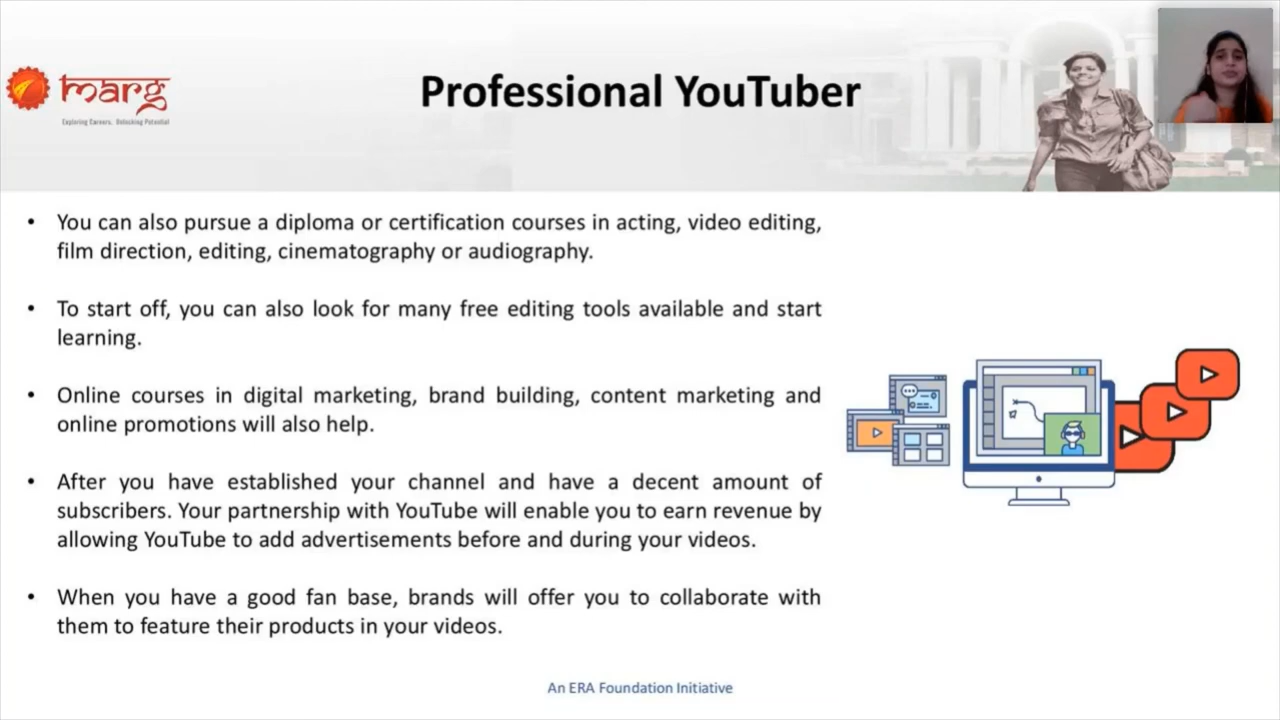 marg
Exploring Careers, Unlocking Potential
Professional YouTuber
• You can also pursue a diploma or certification courses in acting, video editing,
film direction, editing, cinematography or audiography.
• To start off, you can also look for many free editing tools available and start
learning.
• Online courses in digital marketing, brand building, content marketing and
online promotions will also help.
• After you have established your channel and have a decent amount of
subscribers. Your partnership with YouTube will enable you to earn revenue by
allowing YouTube to add advertisements before and during your videos.
• When you have a good fan base, brands will offer you to collaborate with
them to feature their products in your videos.
An ERA Foundation Initiative